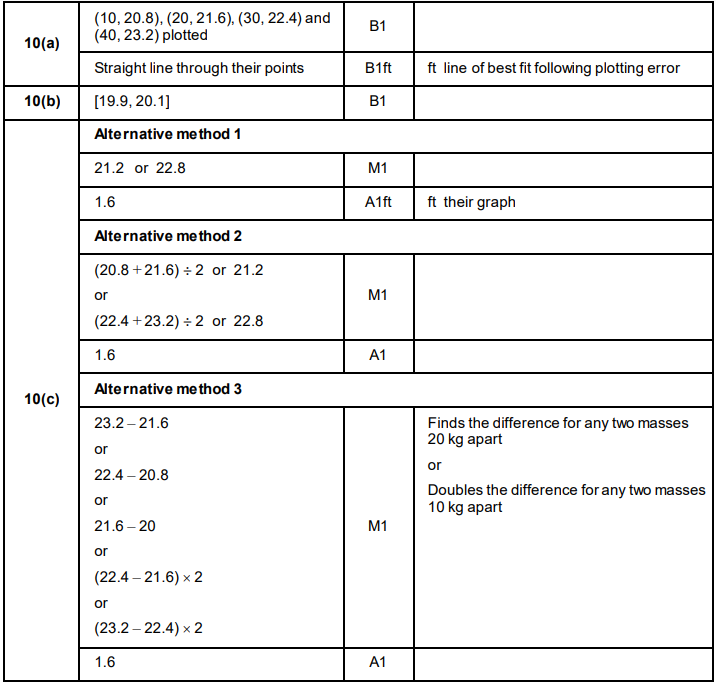 10(a)
(10, 20.8), (20, 21.6), (30, 22.4) and
(40, 23.2) plotted
B1
Straight line through their points
B1ft
ft line of best fit following plotting error
10(b)
[19.9, 20.1]
B1
10(c)
Alternative method 1
21.2 or 22.8
M1
1.6
A1ft
ft their graph
Alternative method 2
(20.8 + 21.6) ÷ 2 or 21.2
or
(22.4 + 23.2) ÷ 2 or 22.8
M1
1.6
A1
Alternative method 3
23.2 – 21.6
or
22.4 – 20.8
or
21.6 – 20
or
(22.4 – 21.6) × 2
or
(23.2 – 22.4) × 2
M1
Finds the difference for any two masses
20 kg apart
or
Doubles the difference for any two masses
10 kg apart
1.6
A1